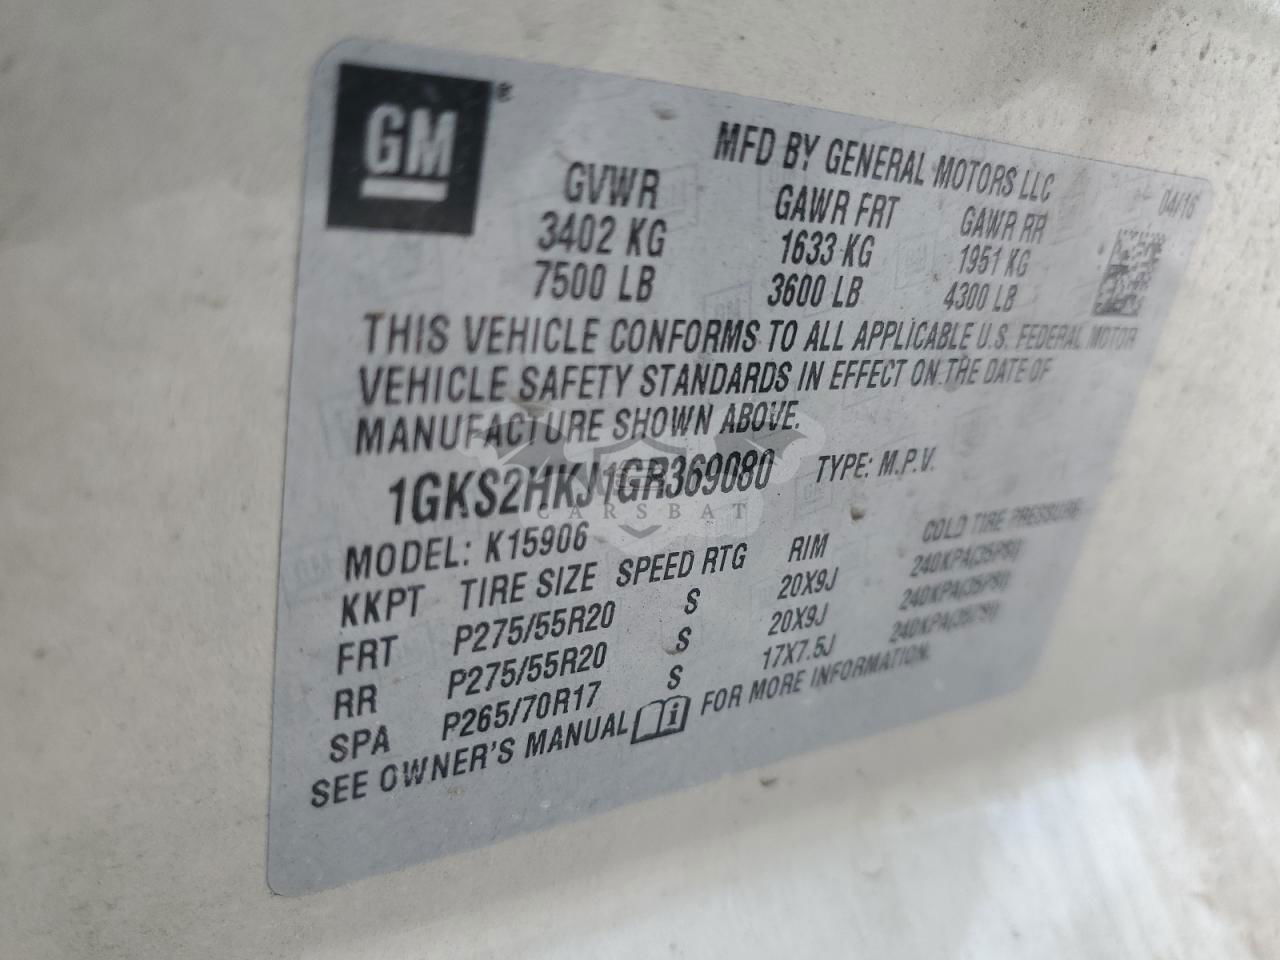 GM®
MFD BY GENERAL MOTORS LLC
04/16
GVWR GAWR FRT GAWR RR
3402 KG 1633 KG 1951 KG
7500 LB 3600 LB 4300 LB
THIS VEHICLE CONFORMS TO ALL APPLICABLE U.S. FEDERAL MOTOR
VEHICLE SAFETY STANDARDS IN EFFECT ON THE DATE OF
MANUFACTURE SHOWN ABOVE.
1GKS2HKJ1GR369080 TYPE: M.P.V.
CARSBAT
MODEL: K15906
KKPT TIRE SIZE SPEED RTG RIM COLD TIRE PRESSURE
FRT P275/55R20 S 20X9J 240KPA(35PSI)
RR P275/55R20 S 20X9J 240KPA(35PSI)
SPA P265/70R17 S 17X7.5J 240KPA(35PSI)
SEE OWNER'S MANUAL FOR MORE INFORMATION.